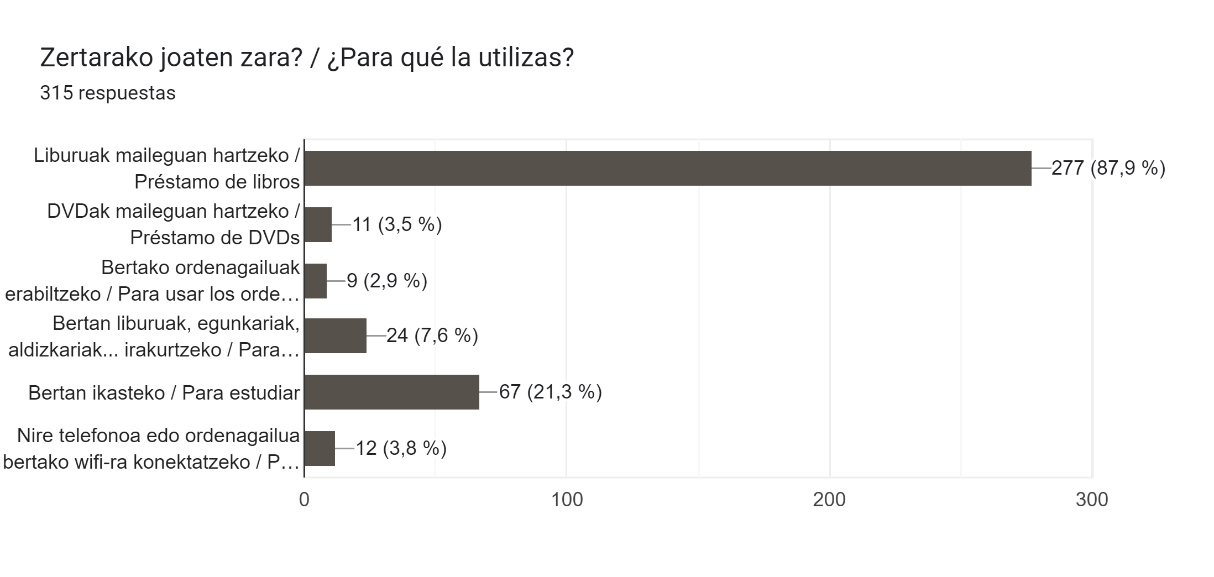 Zertarako joaten zara? / ¿Para qué la utilizas?
315 respuestas
Liburuak maileguan hartzeko /
Préstamo de libros
277 (87,9 %)
DVDak maileguan hartzeko /
Préstamo de DVDs
11 (3,5 %)
Bertako ordenagailuak
erabiltzeko / Para usar los orde…
9 (2,9 %)
Bertan liburuak, egunkariak,
aldizkariak... irakurtzeko / Para…
24 (7,6 %)
Bertan ikasteko / Para estudiar
67 (21,3 %)
Nire telefonoa edo ordenagailua
bertako wifi-ra konektatzeko / P…
12 (3,8 %)
0 100 200 300